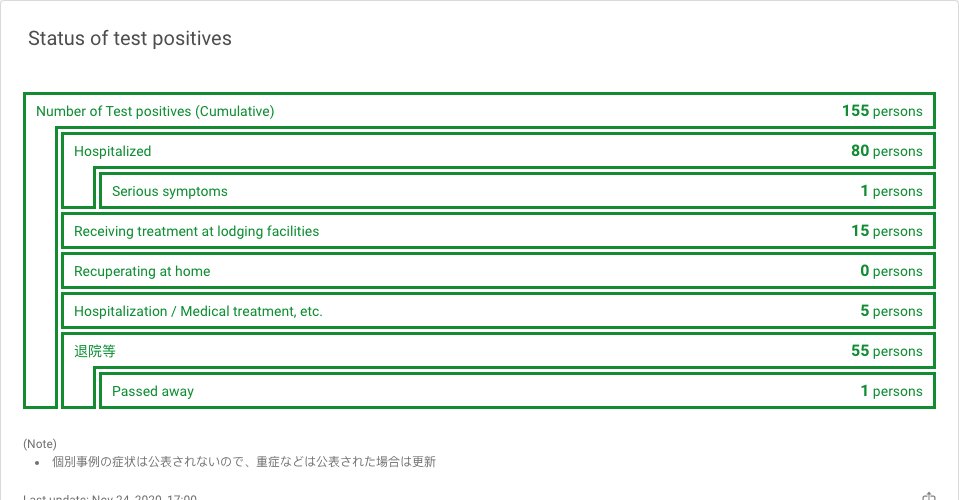 Status of test positives
Number of Test positives (Cumulative) 155 persons
Hospitalized 80 persons
Serious symptoms 1 persons
Receiving treatment at lodging facilities 15 persons
Recuperating at home 0 persons
Hospitalization / Medical treatment, etc. 5 persons
退院等 55 persons
Passed away 1 persons
(Note)
• 個別事例の症状は公表されないので、重症などは公表された場合は更新
Last update: Nov 24, 2020, 17:00